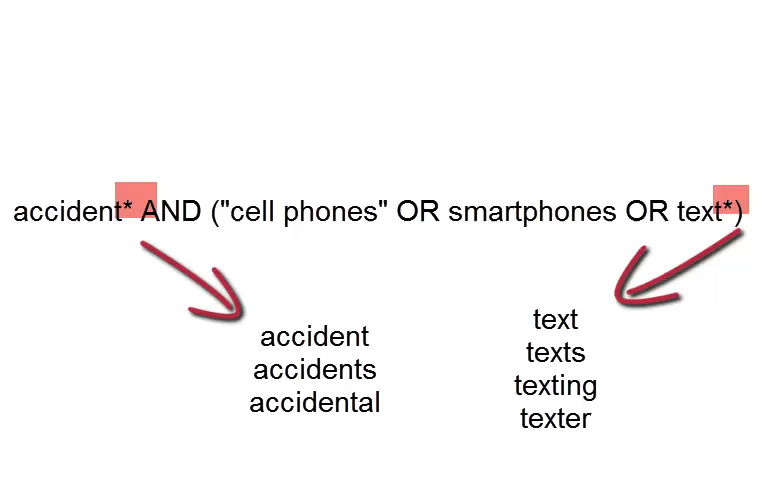 accident* AND ("cell phones" OR smartphones OR text*)
accident
accidents
accidental
text
texts
texting
texter